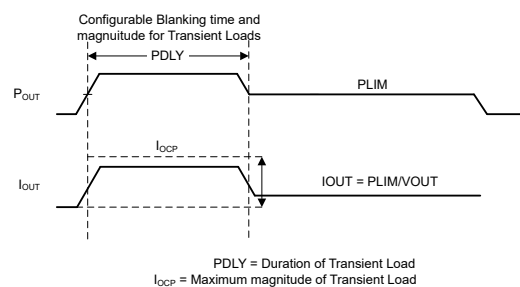 Configurable Blanking time and
magnuitude for Transient Loads
PDLY
POUT
PLIM
IOCP
IOUT
IOUT = PLIM/VOUT
PDLY = Duration of Transient Load
IOCP = Maximum magnitude of Transient Load